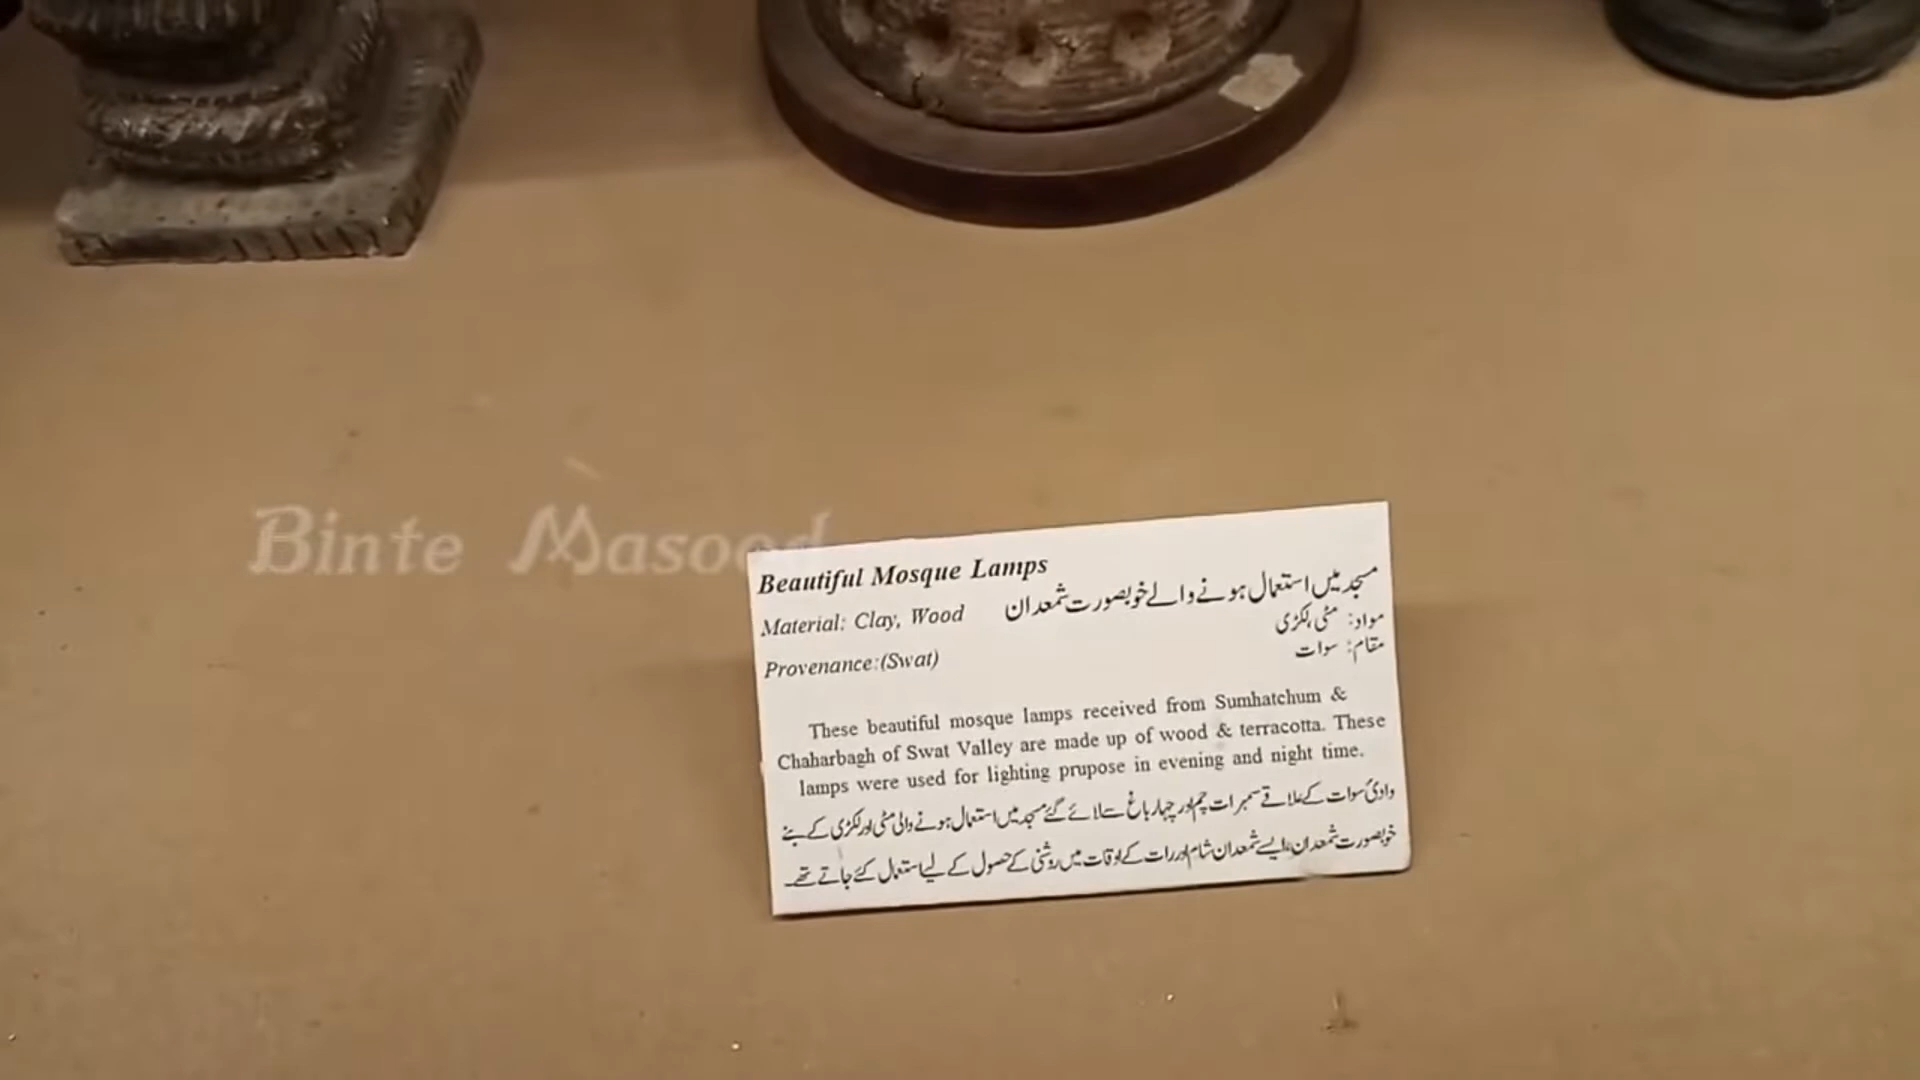 Binte Masood
Beautiful Mosque Lamps
مسجد میں استعمال ہونے والے خوبصورت شمعدان
Material: Clay, Wood
مواد: مٹی،لکڑی
Provenance:(Swat)
مقام: سوات
These beautiful mosque lamps received from Sumhatchum &
Chaharbagh of Swat Valley are made up of wood & terracotta. These
lamps were used for lighting prupose in evening and night time.
وادیٔ سوات کے علاقے سمبرات چم اور چہار باغ سے لائے گئے مسجد میں استعمال ہونے والی مٹی اور لکڑی کے بنے
خوبصورت شمعدان،ایسے شمعدان شام اور رات کے اوقات میں روشنی کے حصول کے لیے استعمال کئے جاتے تھے۔